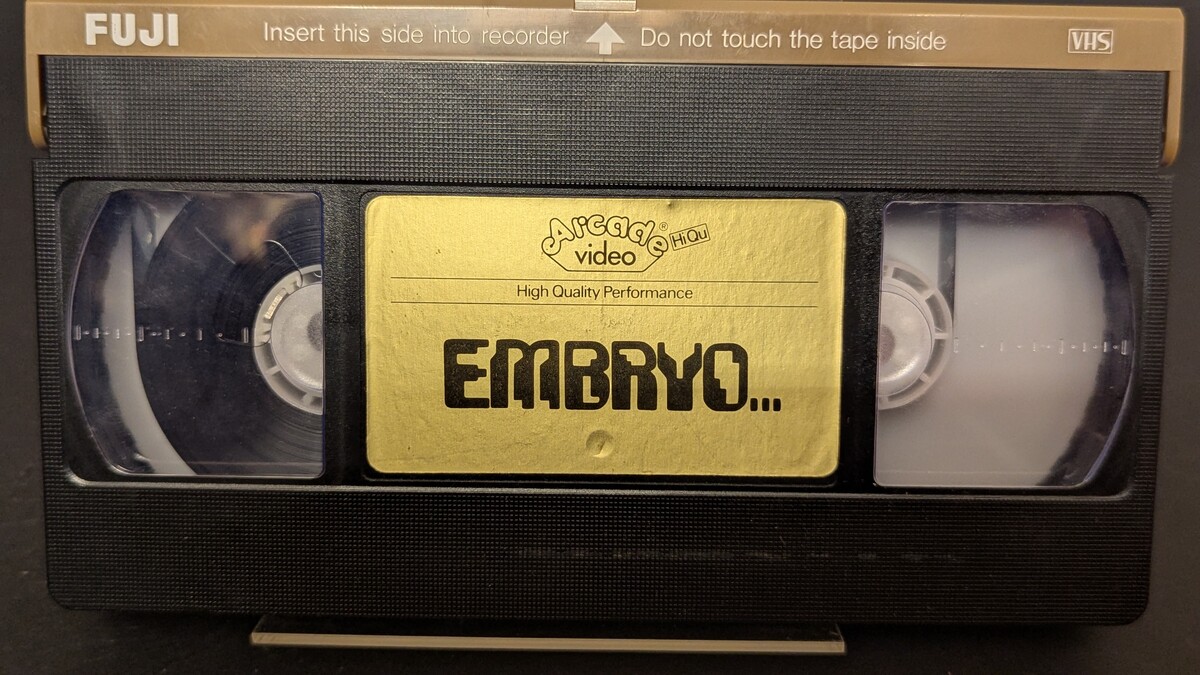 FUJI Insert this side into recorder Do not touch the tape inside VHS
Arcade® HiQu
video
High Quality Performance
EMBRYO...